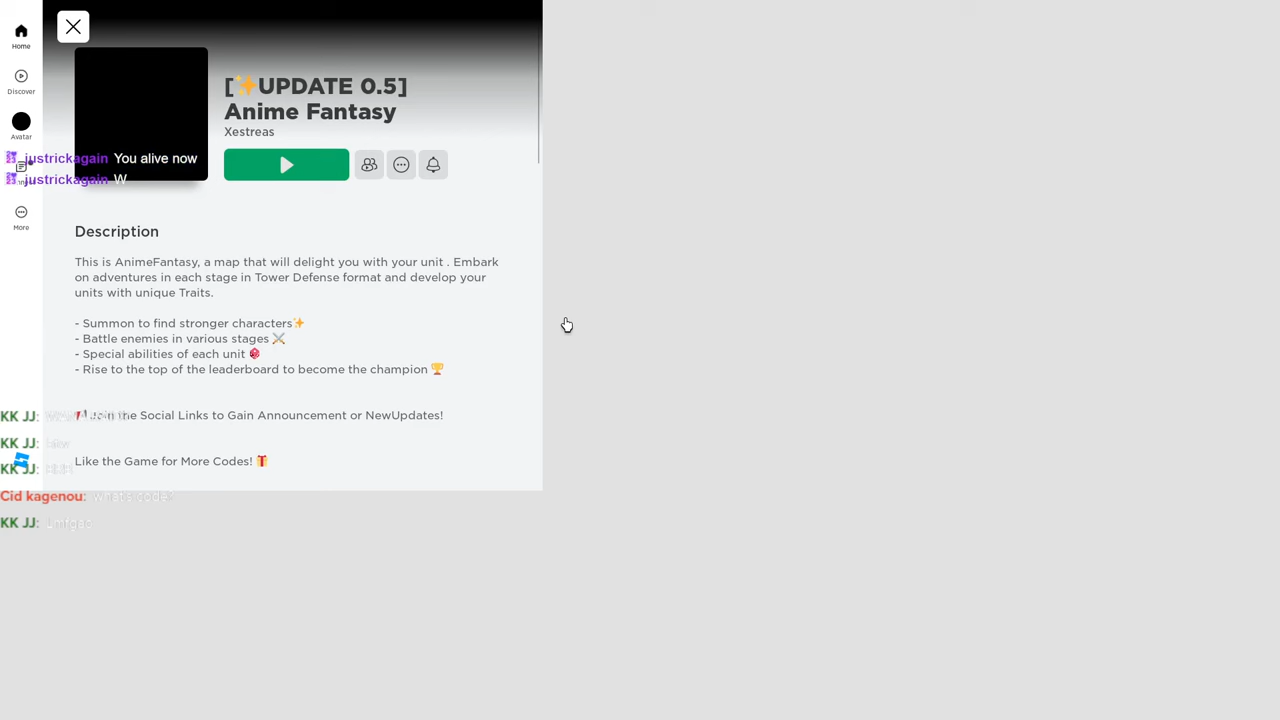 Home
Discover
Avatar
More
[✨UPDATE 0.5]
Anime Fantasy
Xestreas
justrickagain You alive now
justrickagain W
Description
This is AnimeFantasy, a map that will delight you with your unit . Embark
on adventures in each stage in Tower Defense format and develop your
units with unique Traits.
- Summon to find stronger characters✨
- Battle enemies in various stages ⚔️
- Special abilities of each unit 🎲
- Rise to the top of the leaderboard to become the champion 🏆
Join the Social Links to Gain Announcement or NewUpdates!
Like the Game for More Codes! 🎁
KK JJ:
KK JJ:
KK JJ:
Cid kagenou: what's code?
KK JJ: